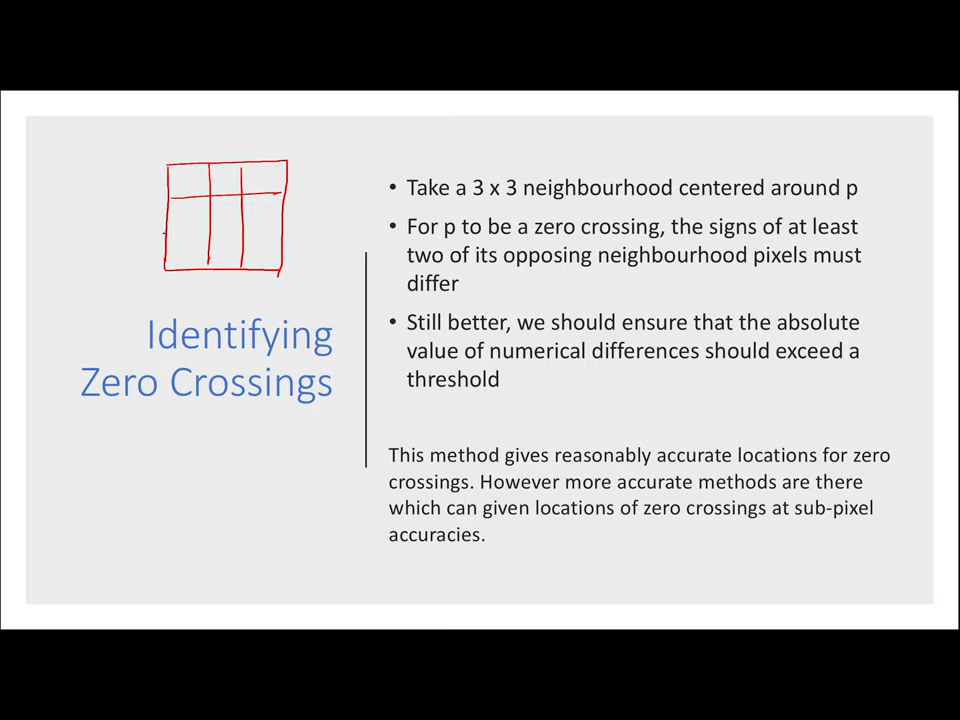 Identifying
Zero Crossings
• Take a 3 x 3 neighbourhood centered around p
• For p to be a zero crossing, the signs of at least
two of its opposing neighbourhood pixels must
differ
• Still better, we should ensure that the absolute
value of numerical differences should exceed a
threshold
This method gives reasonably accurate locations for zero
crossings. However more accurate methods are there
which can given locations of zero crossings at sub-pixel
accuracies.